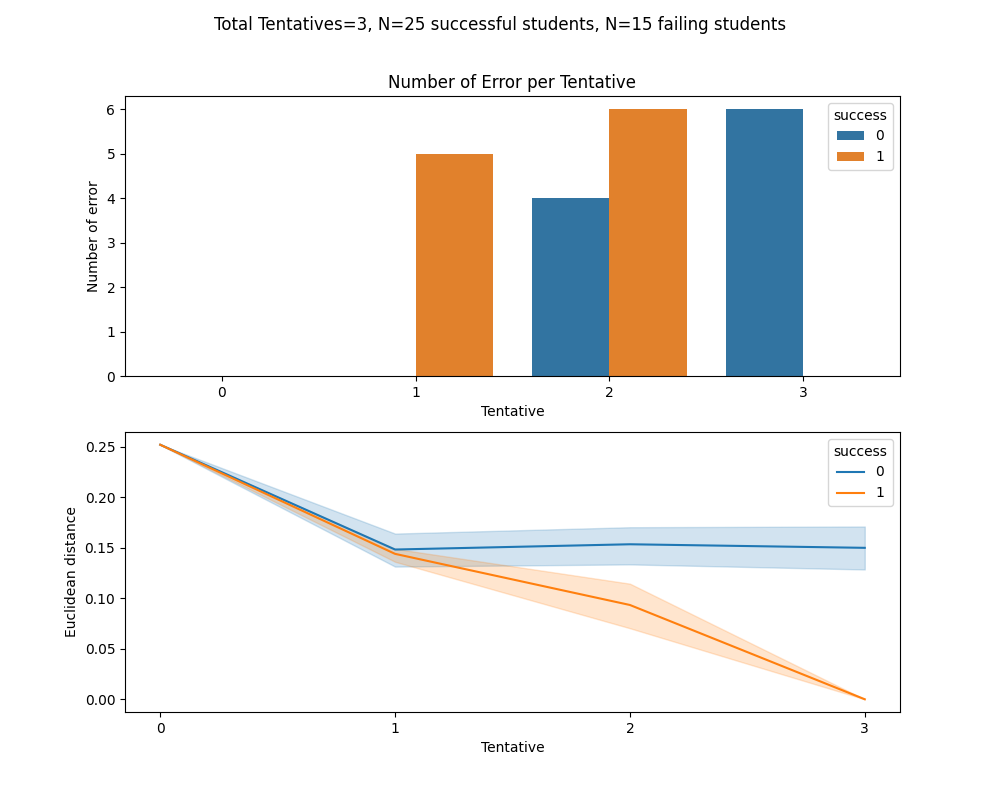 Total Tentatives=3, N=25 successful students, N=15 failing students
Number of Error per Tentative
success
0
1
6
5
4
3
2
1
0
Number of error
0 1 2 3
Tentative
success
0
1
0.25
0.20
0.15
0.10
0.05
0.00
Euclidean distance
0 1 2 3
Tentative